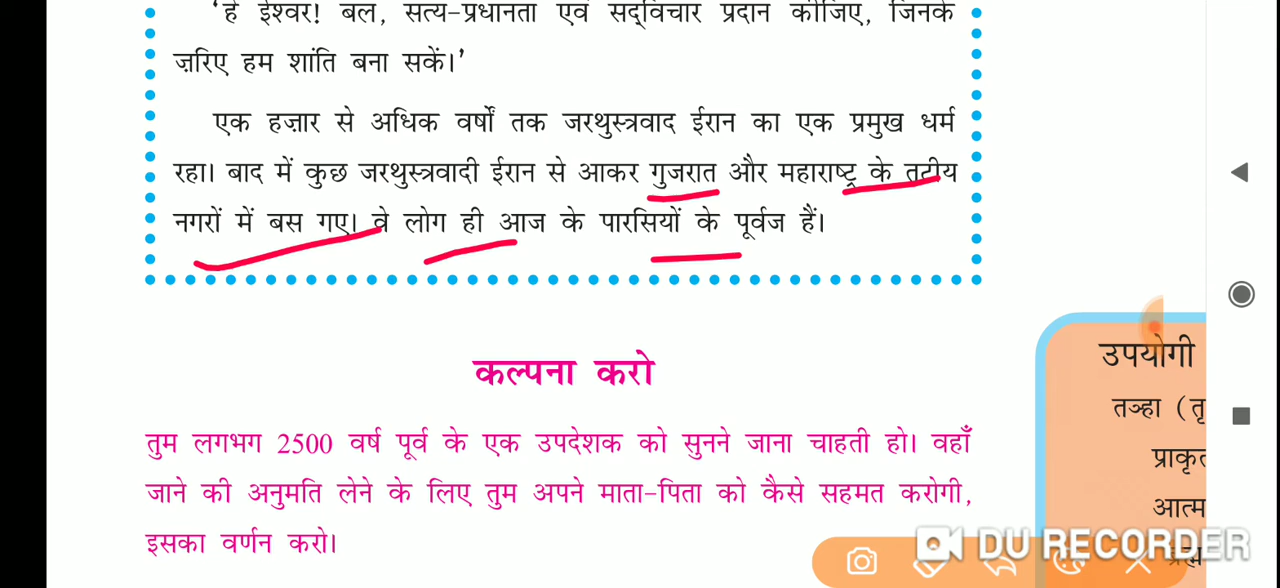 'हे ईश्वर! बल, सत्य-प्रधानता एवं सद्‌विचार प्रदान कीजिए, जिनके
ज़रिए हम शांति बना सकें।'
एक हज़ार से अधिक वर्षों तक जरथुस्त्रवाद ईरान का एक प्रमुख धर्म
रहा। बाद में कुछ जरथुस्त्रवादी ईरान से आकर गुजरात और महाराष्ट्र के तटीय
नगरों में बस गए। वे लोग ही आज के पारसियों के पूर्वज हैं।
कल्पना करो
तुम लगभग 2500 वर्ष पूर्व के एक उपदेशक को सुनने जाना चाहती हो। वहाँ
जाने की अनुमति लेने के लिए तुम अपने माता-पिता को कैसे सहमत करोगी,
इसका वर्णन करो।
उपयोगी
तञ्हा (तृ
प्राकृत
आत्म
DU RECORDER